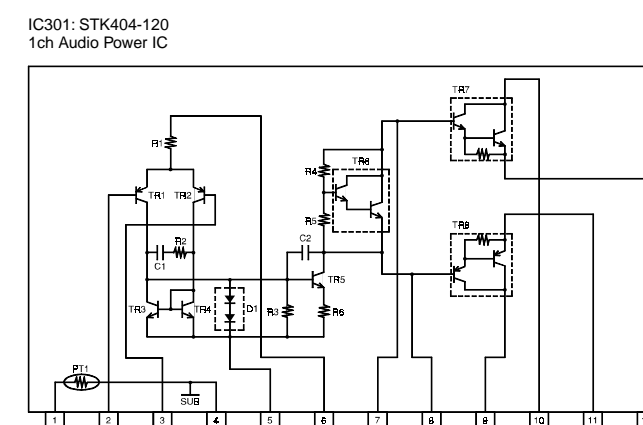 IC301: STK404-120
1ch Audio Power IC
TR7
R1
R4
TR6
TR1
TR2
R5
TR8
R2
C2
C1
TR5
TR3
TR4
D1
R3
R6
PT1
SUB
1 2 3 4 5 6 7 8 9 10 11